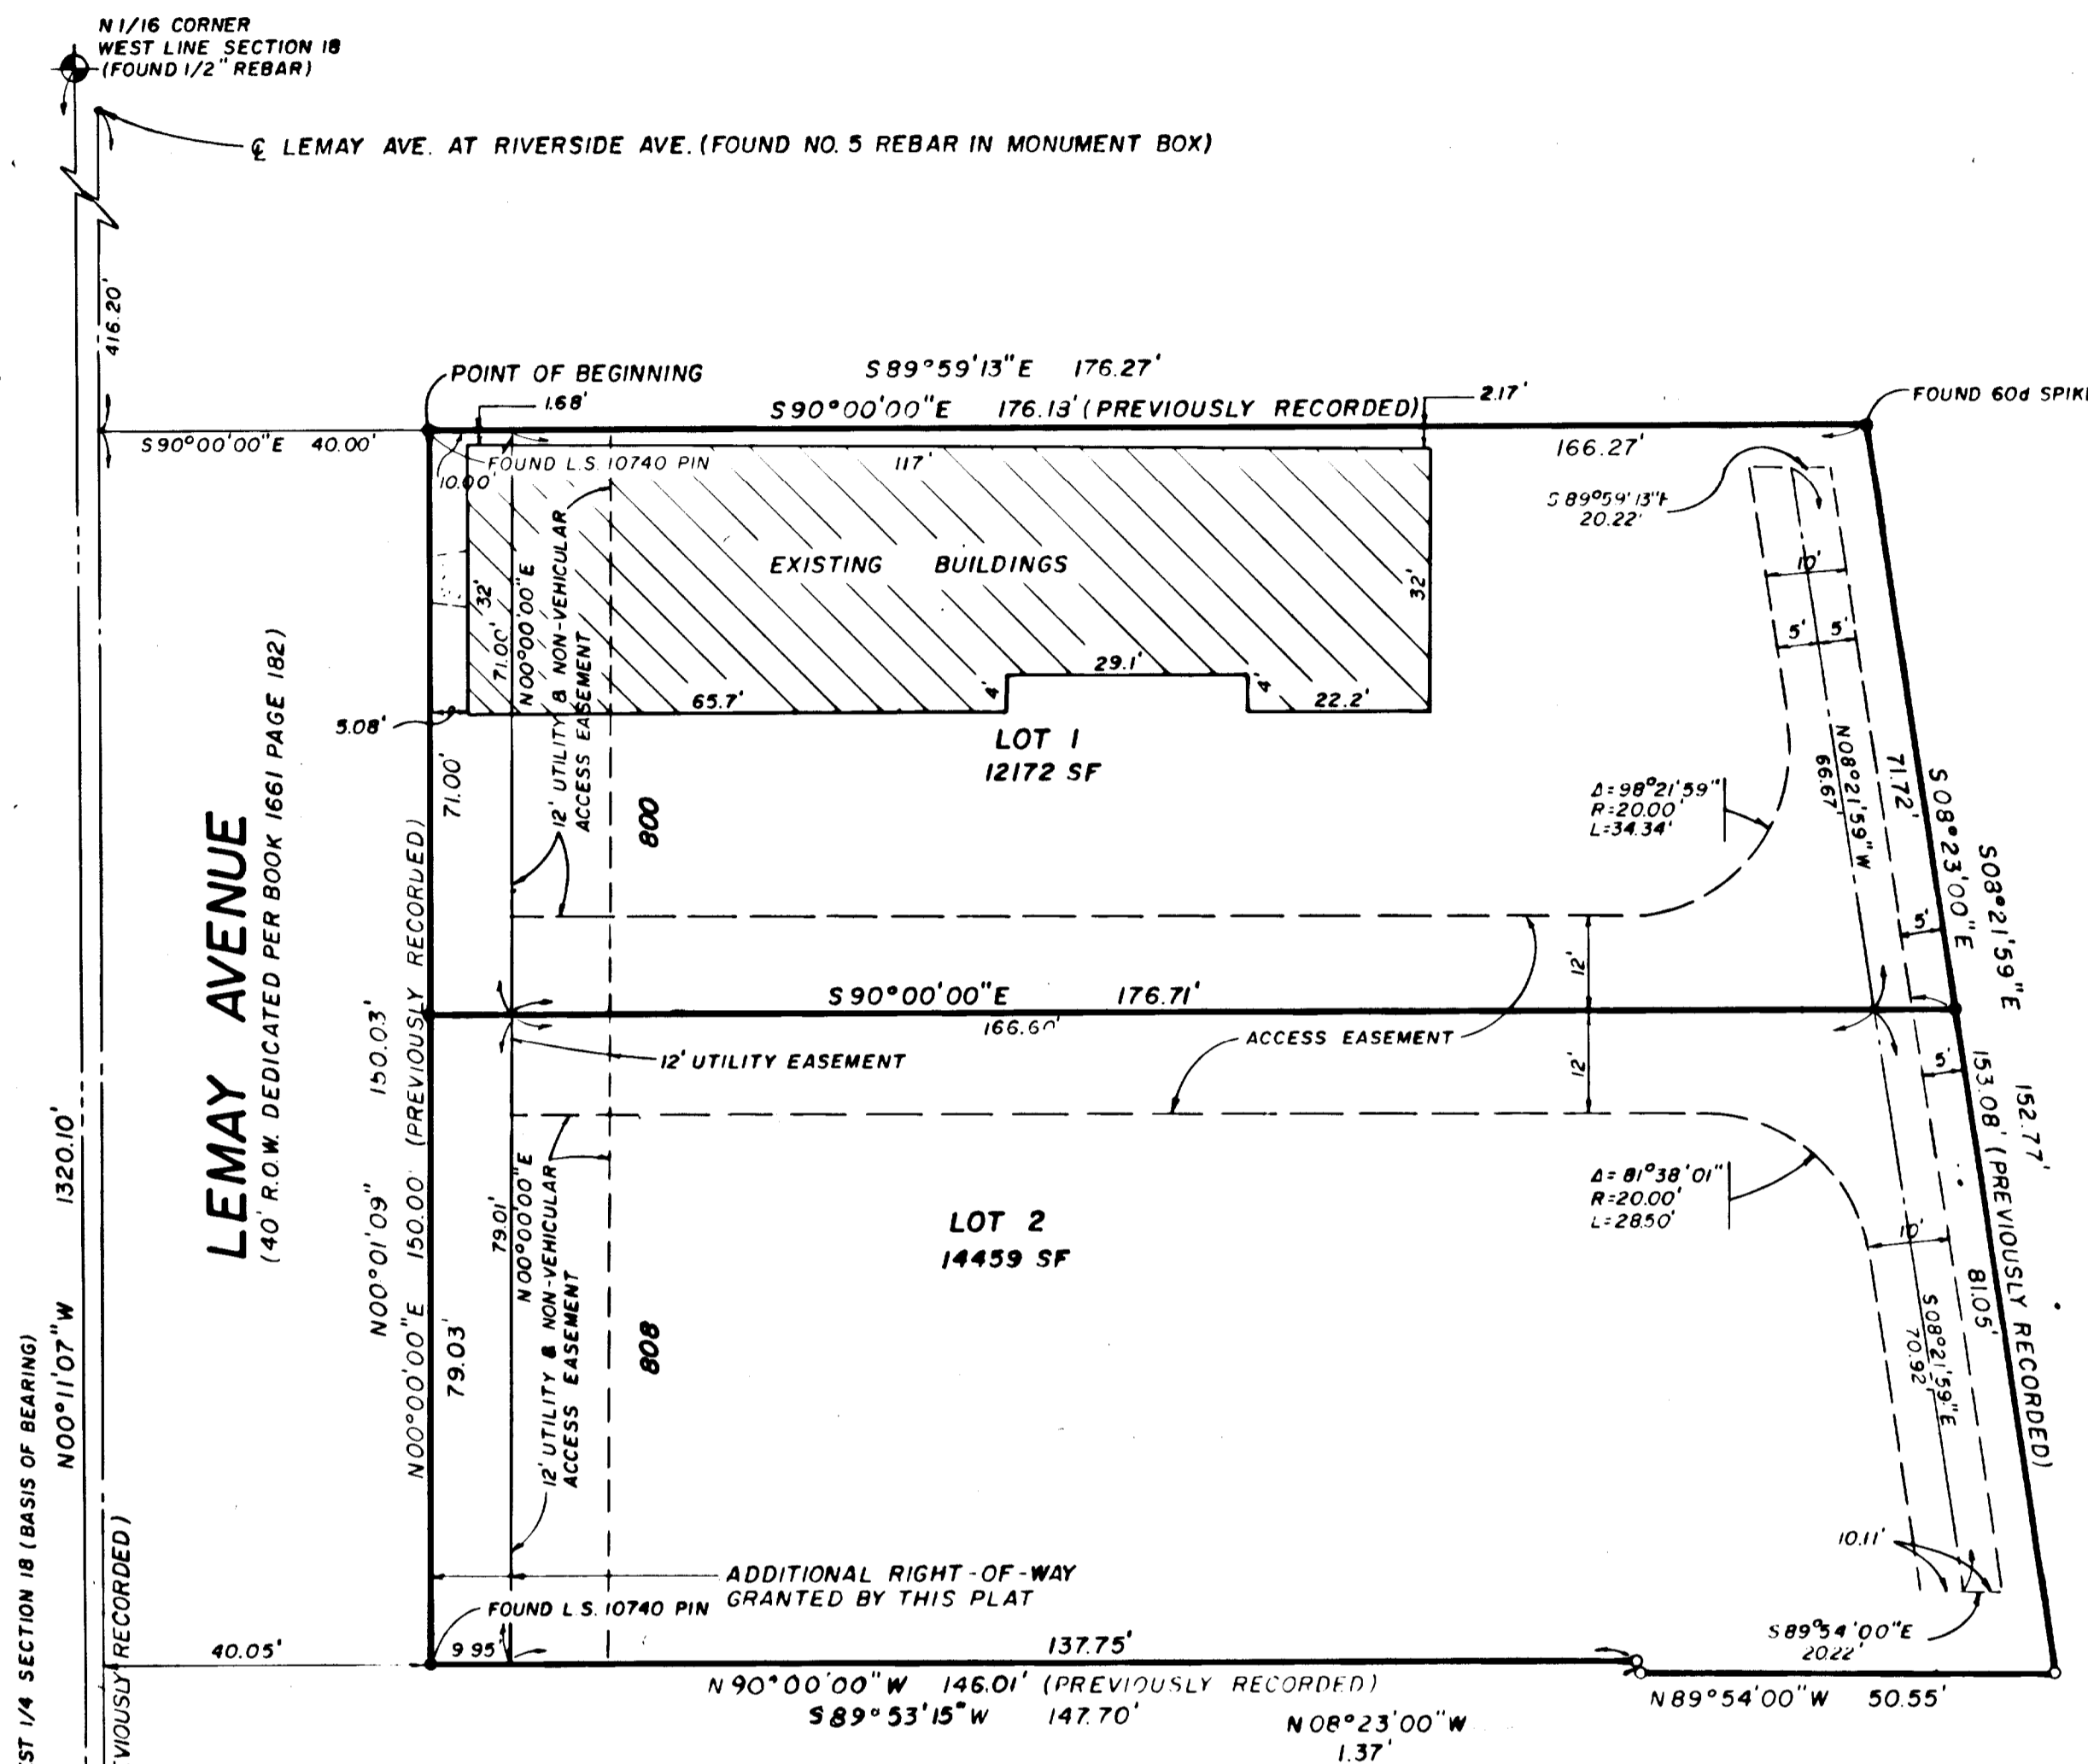 N 1/16 CORNER
WEST LINE SECTION 18
(FOUND 1/2" REBAR)
℄ LEMAY AVE. AT RIVERSIDE AVE. (FOUND NO. 5 REBAR IN MONUMENT BOX)
416.20'
POINT OF BEGINNING
S 89°59'13"E 176.27'
1.68'
S 90°00'00"E 176.13' (PREVIOUSLY RECORDED)
2.17'
FOUND 60d SPIKE
S 90°00'00"E 40.00'
166.27'
FOUND L.S. 10740 PIN
117'
10.00'
S 89°59'13"E
20.22'
EXISTING BUILDINGS
32'
32'
71.00'
N00°00'00"E
12' UTILITY & NON-VEHICULAR
ACCESS EASEMENT
10'
5'
5'
29.1'
4'
4'
65.7'
22.2'
5.08'
LOT 1
12172 SF
71.00'
800
Δ=98°21'59"
R=20.00'
L=34.34'
N08°21'59"W
66.67'
71.72'
S08°23'00"E
S08°21'59"E
5'
LEMAY AVENUE
(40' R.O.W. DEDICATED PER BOOK 1661 PAGE 182)
12'
S 90°00'00"E 176.71'
166.60'
12' UTILITY EASEMENT
ACCESS EASEMENT
12'
5'
N00°01'09" 150.03'
N00°00'00"E 150.00' (PREVIOUSLY RECORDED)
152.77'
153.08' (PREVIOUSLY RECORDED)
N00°11'07"W 1320.10'
79.01'
N 00°00'00"E
12' UTILITY & NON-VEHICULAR
ACCESS EASEMENT
79.03'
808
LOT 2
14459 SF
Δ=81°38'01"
R=20.00'
L=28.50'
10'
S08°21'59"E
70.92'
81.05'
10.11'
ST 1/4 SECTION 18 (BASIS OF BEARING)
VIOUSLY RECORDED)
ADDITIONAL RIGHT-OF-WAY
GRANTED BY THIS PLAT
FOUND L.S. 10740 PIN
40.05'
9.95'
137.75'
S89°54'00"E
20.22'
N 90°00'00"W 146.01' (PREVIOUSLY RECORDED)
S89°53'15"W 147.70'
N89°54'00"W 50.55'
N 08°23'00"W
1.37'